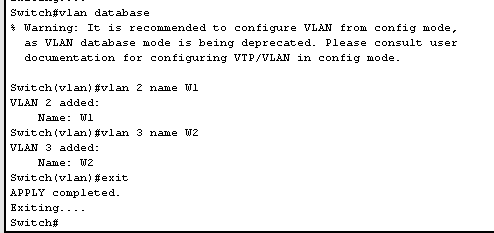 Switch#vlan database
% Warning: It is recommended to configure VLAN from config mode,
as VLAN database mode is being deprecated. Please consult user
documentation for configuring VTP/VLAN in config mode.
Switch(vlan)#vlan 2 name W1
VLAN 2 added:
Name: W1
Switch(vlan)#vlan 3 name W2
VLAN 3 added:
Name: W2
Switch(vlan)#exit
APPLY completed.
Exiting....
Switch#